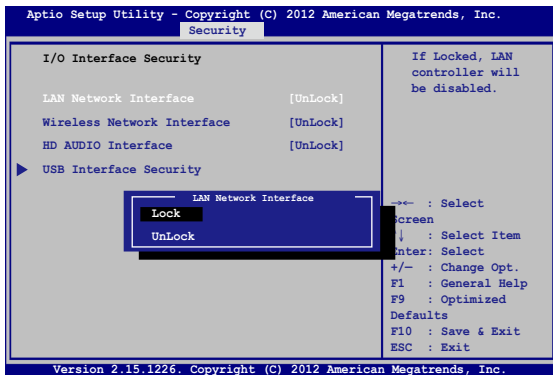 Aptio Setup Utility - Copyright (C) 2012 American Megatrends, Inc.
Security
I/O Interface Security
LAN Network Interface [UnLock]
Wireless Network Interface [UnLock]
HD AUDIO Interface [UnLock]
USB Interface Security
LAN Network Interface
Lock
UnLock
If Locked, LAN
controller will
be disabled.
→← : Select
Screen
↓ : Select Item
Enter: Select
+/— : Change Opt.
F1 : General Help
F9 : Optimized
Defaults
F10 : Save & Exit
ESC : Exit
Version 2.15.1226. Copyright (C) 2012 American Megatrends, Inc.